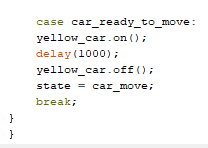 case car_ready_to_move:
yellow_car.on();
delay(1000);
yellow_car.off();
state = car_move;
break;
}
}